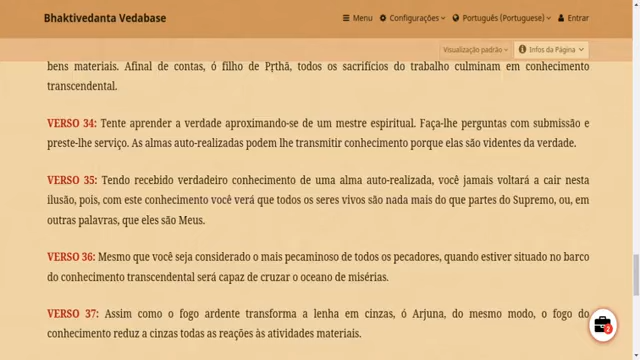 Bhaktivedanta Vedabase
Menu Configurações Português (Portuguese) Entrar
Visualização padrão Infos da Página
bens materiais. Afinal de contas, ó filho de Pṛthā, todos os sacrifícios do trabalho culminam em conhecimento
transcendental.
VERSO 34: Tente aprender a verdade aproximando-se de um mestre espiritual. Faça-lhe perguntas com submissão e
preste-lhe serviço. As almas auto-realizadas podem lhe transmitir conhecimento porque elas são videntes da verdade.
VERSO 35: Tendo recebido verdadeiro conhecimento de uma alma auto-realizada, você jamais voltará a cair nesta
ilusão, pois, com este conhecimento você verá que todos os seres vivos são nada mais do que partes do Supremo, ou, em
outras palavras, que eles são Meus.
VERSO 36: Mesmo que você seja considerado o mais pecaminoso de todos os pecadores, quando estiver situado no barco
do conhecimento transcendental será capaz de cruzar o oceano de misérias.
VERSO 37: Assim como o fogo ardente transforma a lenha em cinzas, ó Arjuna, do mesmo modo, o fogo do
conhecimento reduz a cinzas todas as reações às atividades materiais.